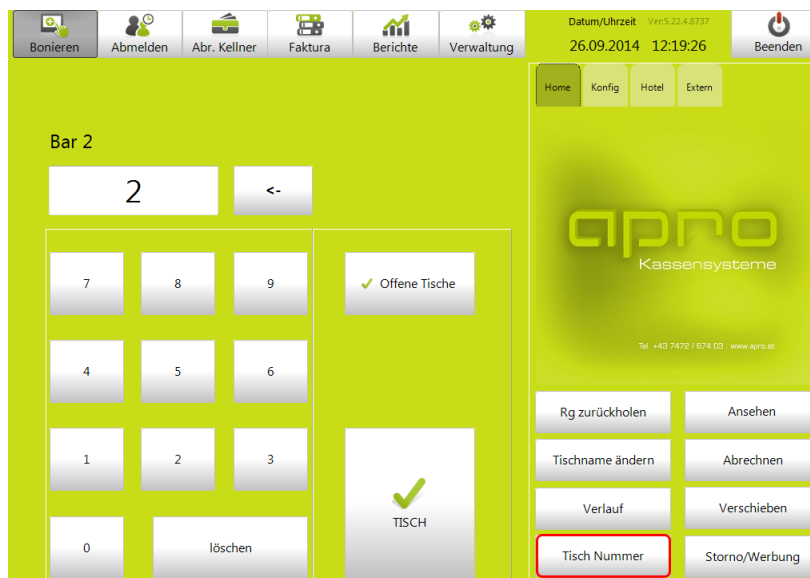 Bonieren Abmelden Abr. Kellner Faktura Berichte Verwaltung
Datum/Uhrzeit Ver:5.22.4.8737
26.09.2014 12:19:26
Beenden
Home Konfig Hotel Extern
Bar 2
2 <-
apro
Kassensysteme
Tel. +43 7472 / 674 03 . www.apro.at
7 8 9 Offene Tische
4 5 6
1 2 3
TISCH
0 löschen
Rg zurückholen Ansehen
Tischname ändern Abrechnen
Verlauf Verschieben
Tisch Nummer Storno/Werbung